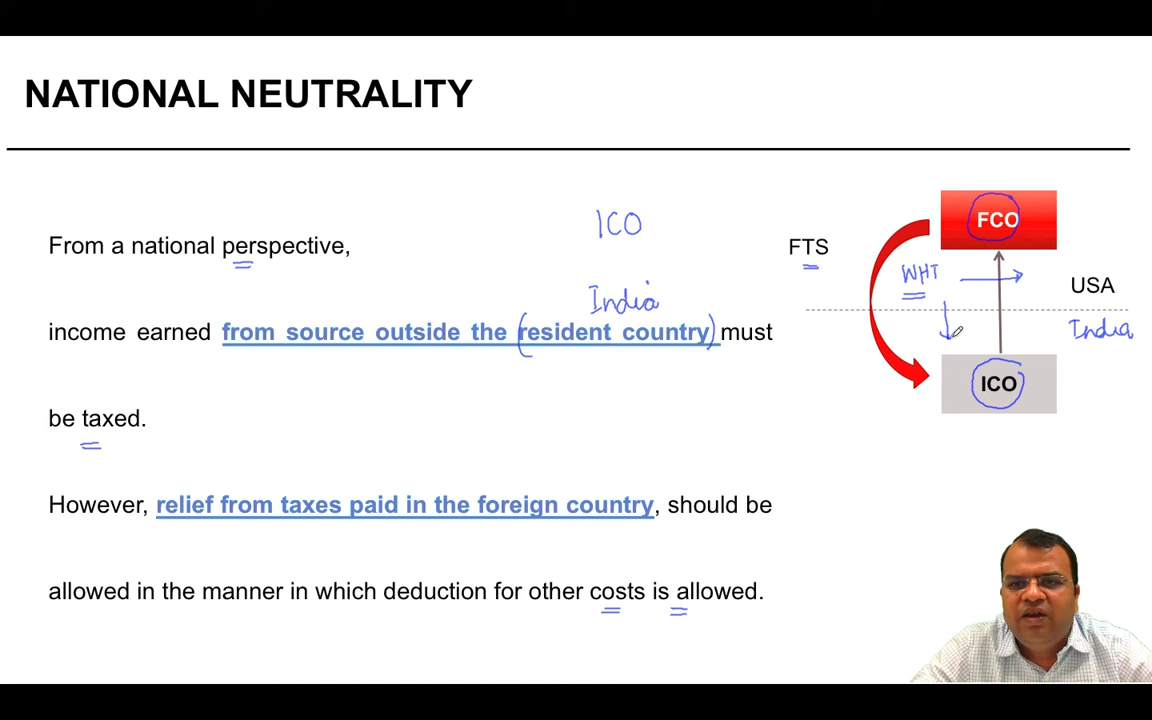 NATIONAL NEUTRALITY
ICO
From a national perspective,
India
income earned from source outside the (resident country) must
be taxed.
However, relief from taxes paid in the foreign country, should be
allowed in the manner in which deduction for other costs is allowed.
FCO
FTS
WHT
USA
India
ICO